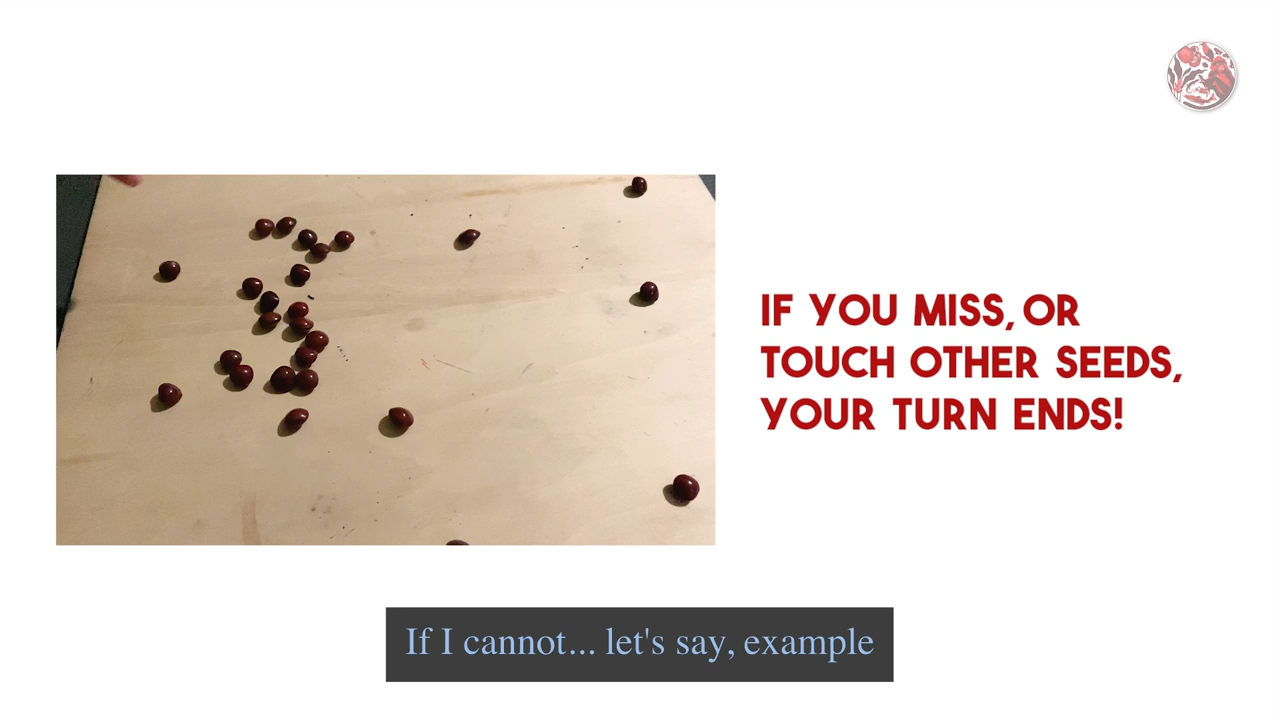 IF YOU MISS, OR
TOUCH OTHER SEEDS,
YOUR TURN ENDS!
If I cannot... let's say, example